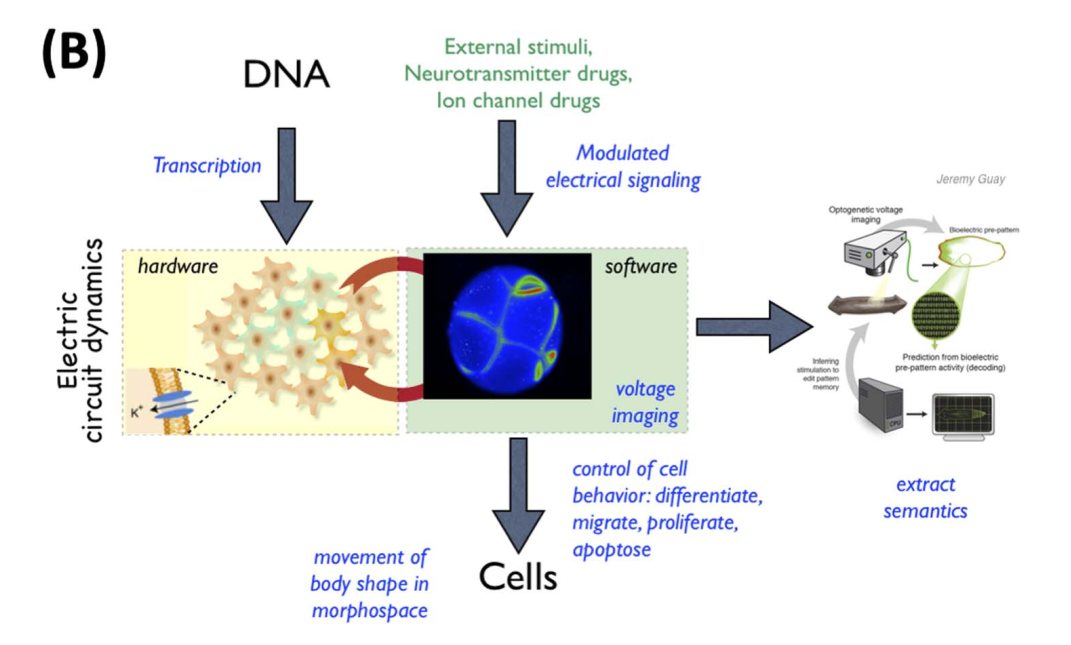 (B)
DNA
External stimuli,
Neurotransmitter drugs,
Ion channel drugs
Transcription
Modulated
electrical signaling
Jeremy Guay
Optogenetic voltage
imaging
Bioelectric pre-pattern
Electric
circuit dynamics
hardware
software
K+
voltage
imaging
Prediction from bioelectric
pre-pattern activity (decoding)
Inferring
stimulation to
edit pattern
memory
CPU
extract
semantics
control of cell
behavior: differentiate,
migrate, proliferate,
apoptose
movement of
body shape in
morphospace
Cells